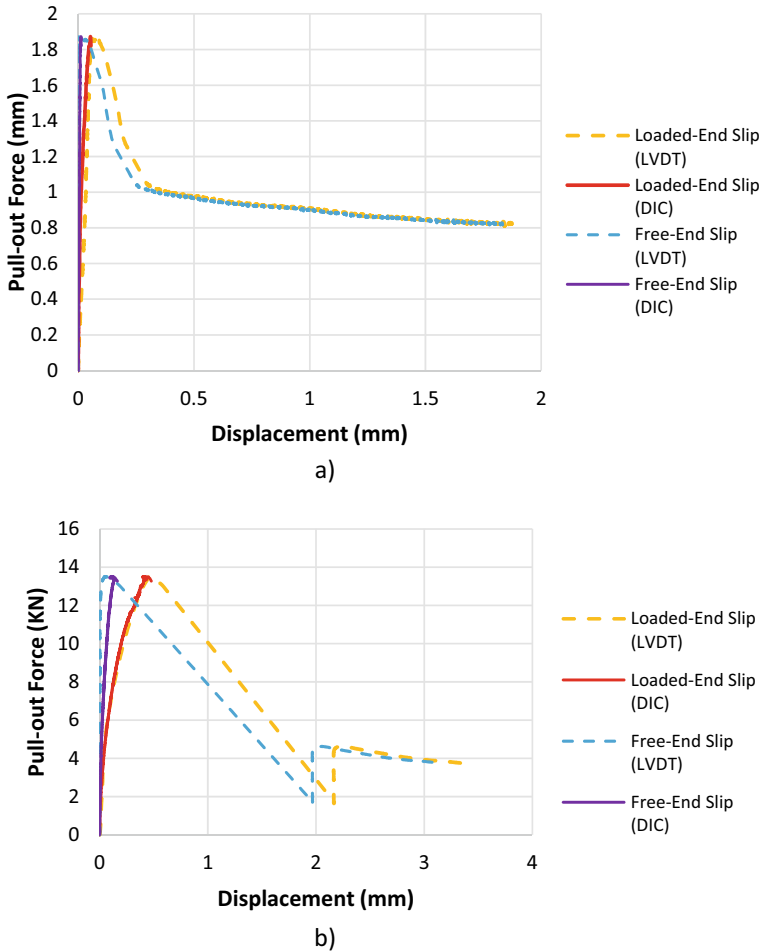 2
1.8
1.6
1.4
1.2
1
0.8
0.6
0.4
0.2
0
Pull-out Force (mm)
0 0.5 1 1.5 2
Displacement (mm)
Loaded-End Slip
(LVDT)
Loaded-End Slip
(DIC)
Free-End Slip
(LVDT)
Free-End Slip
(DIC)
a)
16
14
12
10
8
6
4
2
0
Pull-out Force (KN)
0 1 2 3 4
Displacement (mm)
Loaded-End Slip
(LVDT)
Loaded-End Slip
(DIC)
Free-End Slip
(LVDT)
Free-End Slip
(DIC)
b)